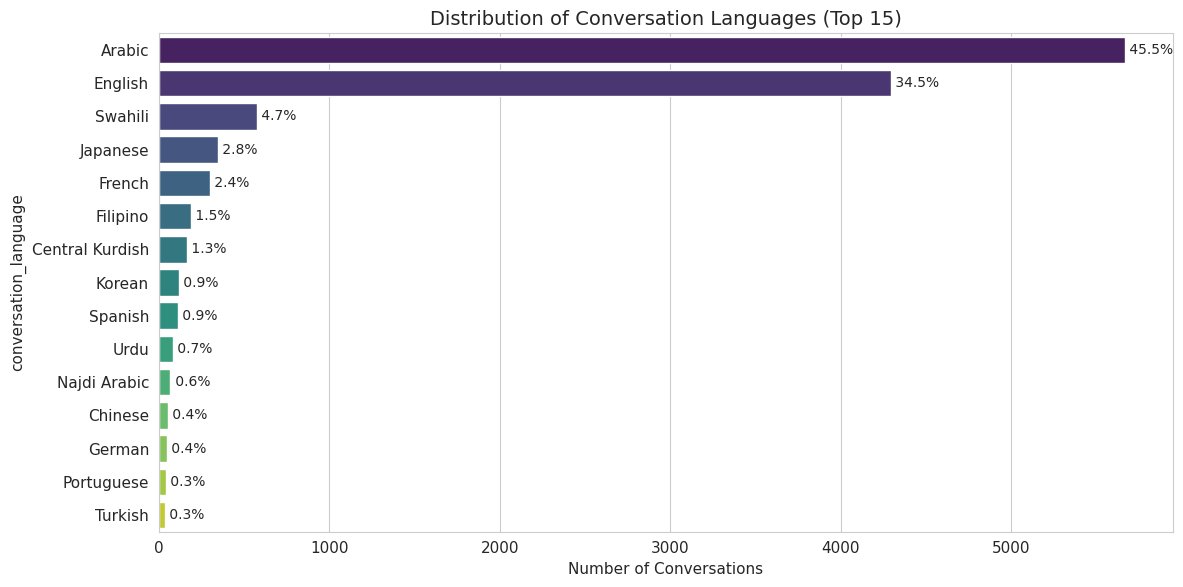 Distribution of Conversation Languages (Top 15)
Arabic 45.5%
English 34.5%
Swahili 4.7%
Japanese 2.8%
French 2.4%
Filipino 1.5%
Central Kurdish 1.3%
Korean 0.9%
Spanish 0.9%
Urdu 0.7%
Najdi Arabic 0.6%
Chinese 0.4%
German 0.4%
Portuguese 0.3%
Turkish 0.3%
conversation_language
0 1000 2000 3000 4000 5000
Number of Conversations